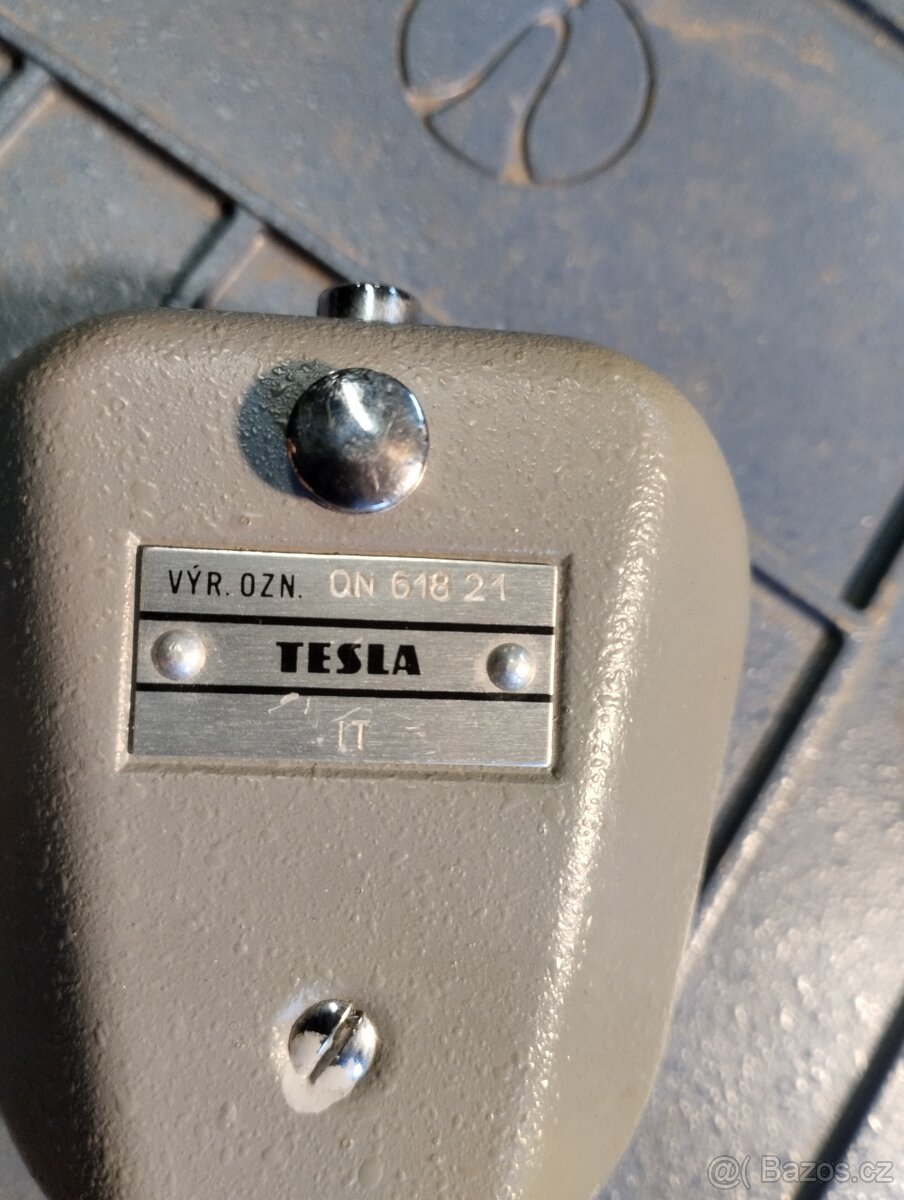 VÝR. OZN. QN 618 21
TESLA
IT
@( Bazos.cz